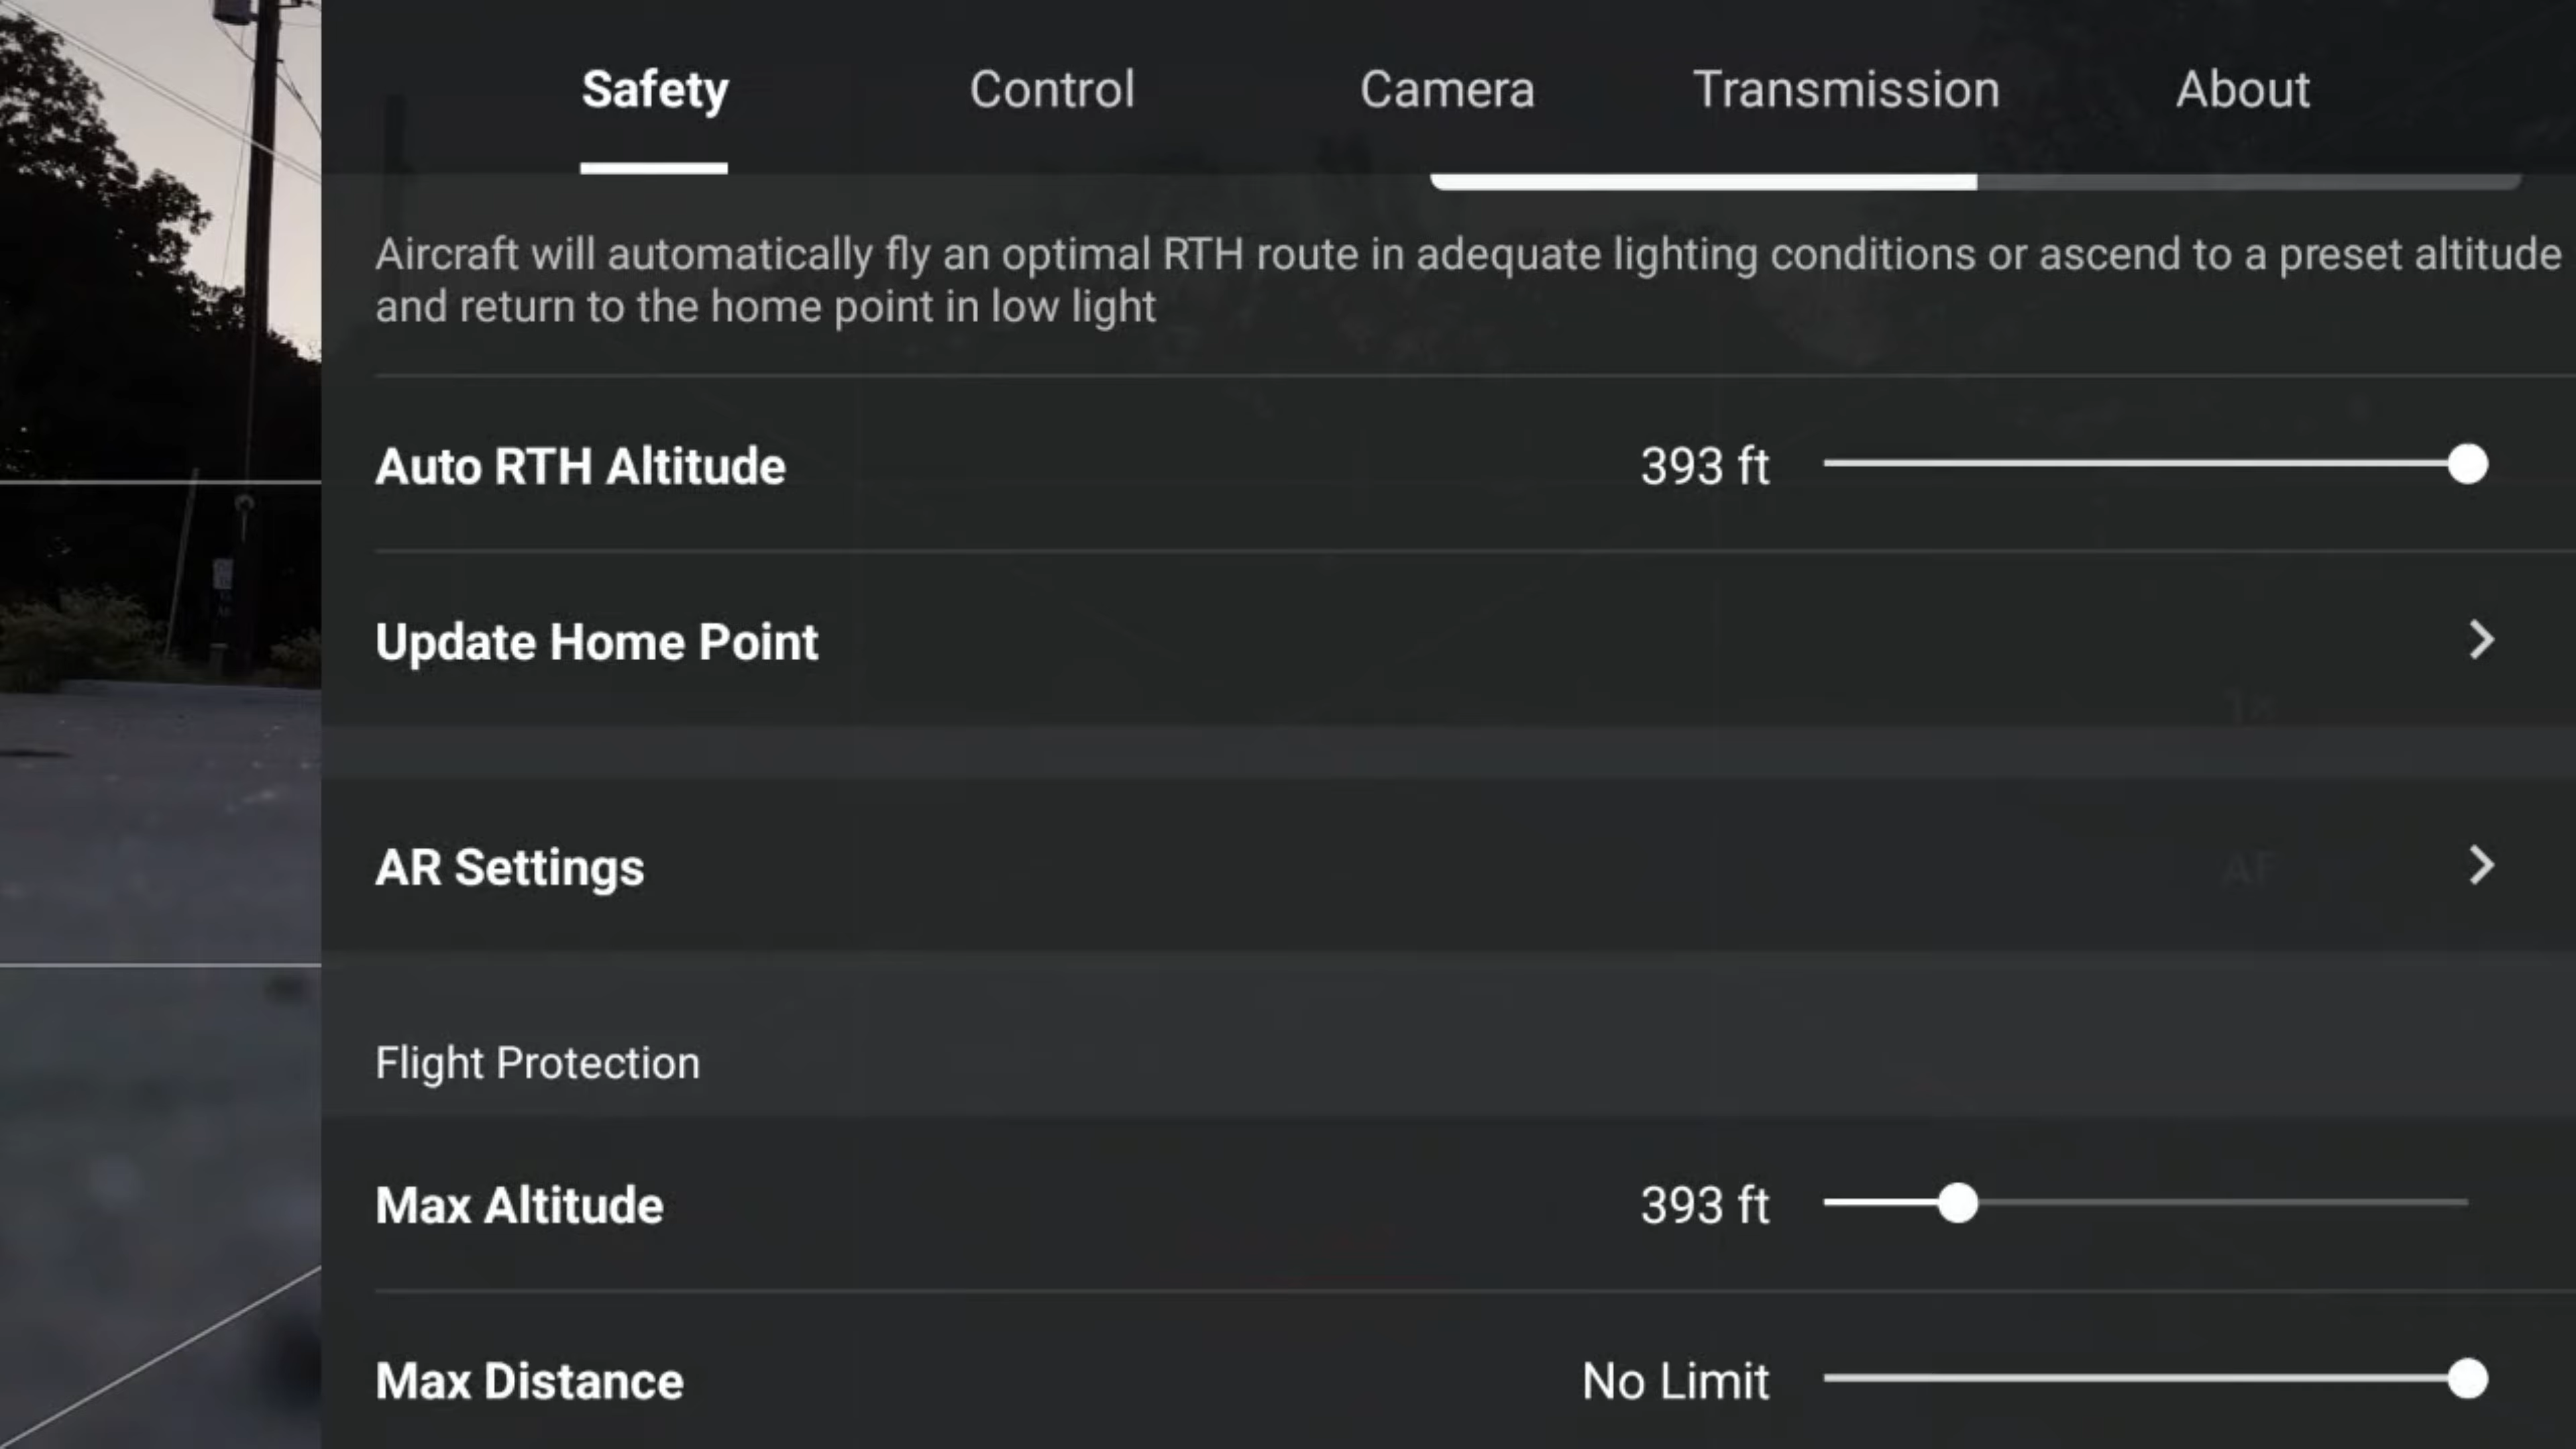 Safety Control Camera Transmission About
Aircraft will automatically fly an optimal RTH route in adequate lighting conditions or ascend to a preset altitude
and return to the home point in low light
Auto RTH Altitude 393 ft
Update Home Point
AR Settings
AF
Flight Protection
Max Altitude 393 ft
Max Distance No Limit